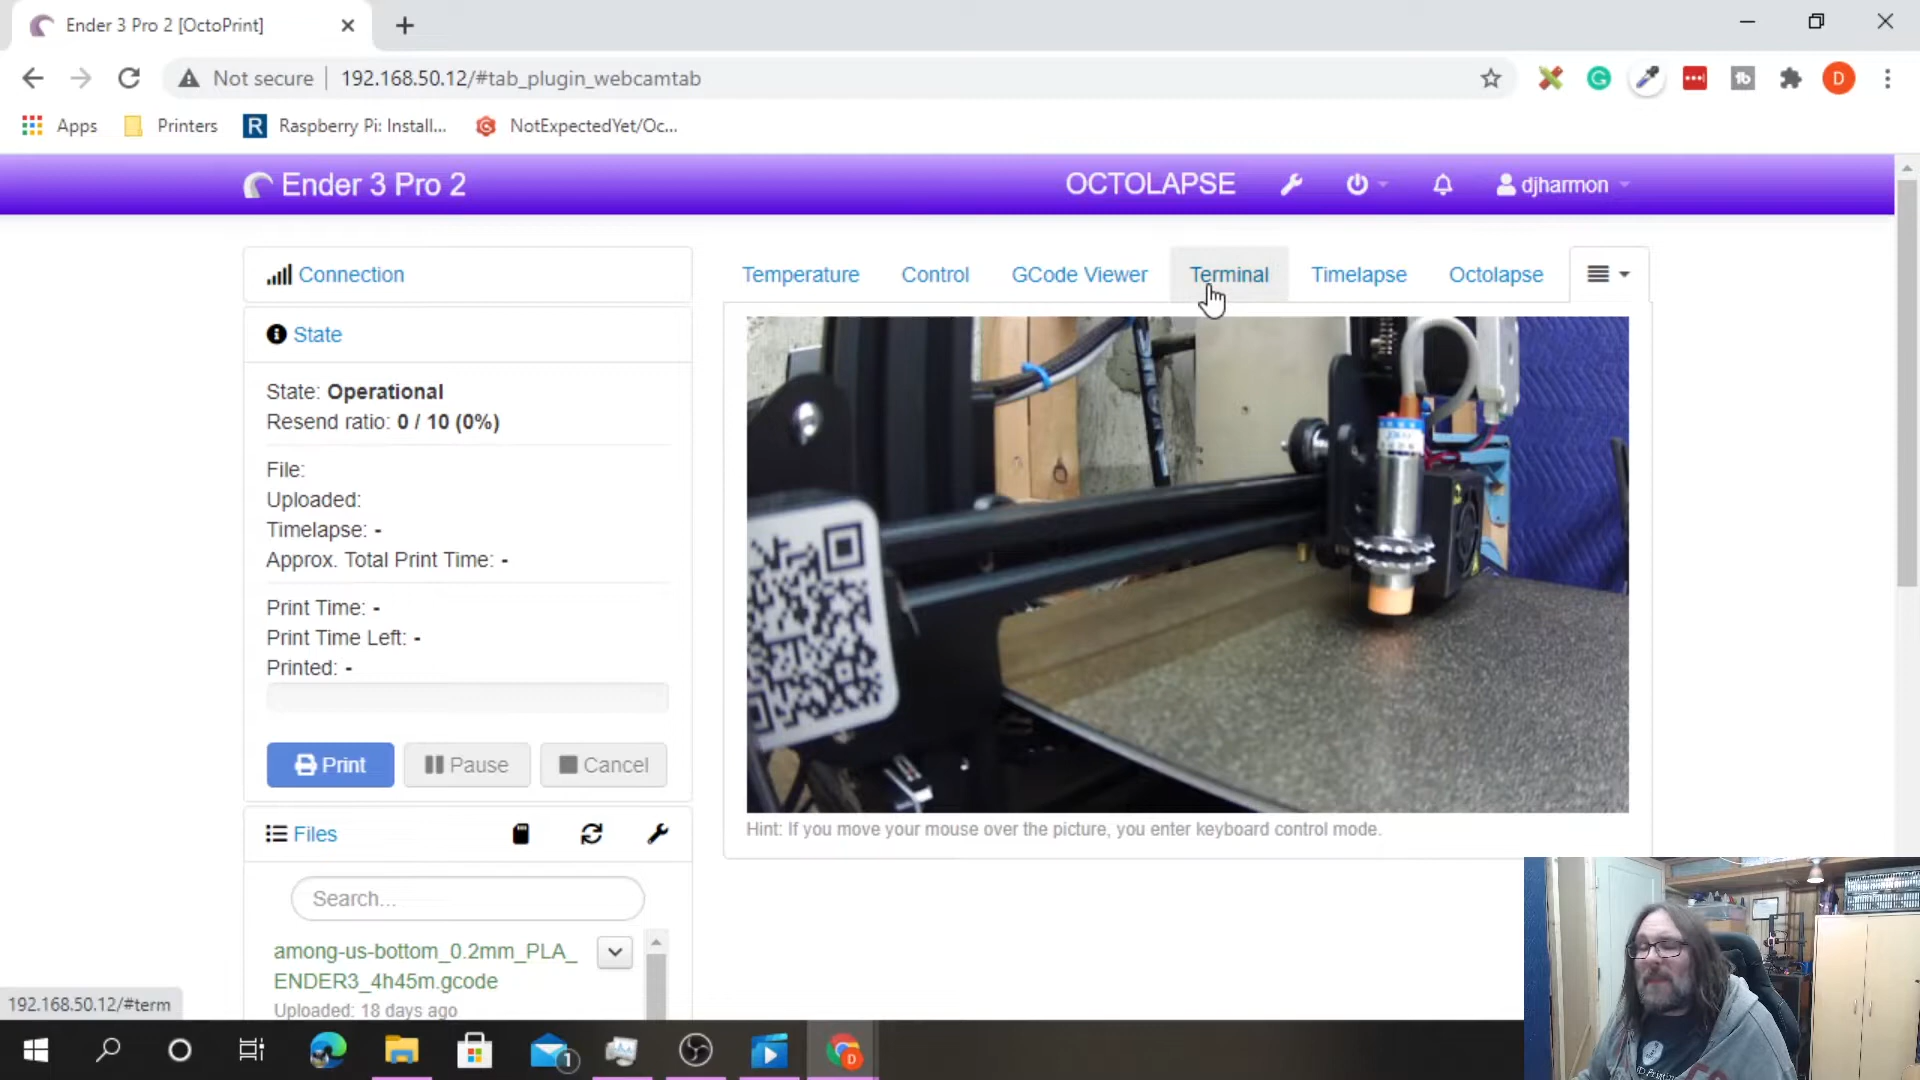 Ender 3 Pro 2 [OctoPrint]
Not secure
192.168.50.12/#tab_plugin_webcamtab
D
Apps
Printers
Raspberry Pi: Install...
NotExpectedYet/Oc...
Ender 3 Pro 2
OCTOLAPSE
djharmon
Connection
Temperature
Control
GCode Viewer
Terminal
Timelapse
Octolapse
State
State: Operational
Resend ratio: 0 / 10 (0%)
File:
Uploaded:
Timelapse: -
Approx. Total Print Time: -
Print Time: -
Print Time Left: -
Printed: -
Print
Pause
Cancel
Hint: If you move your mouse over the picture, you enter keyboard control mode.
Files
Search...
among-us-bottom_0.2mm_PLA_
ENDER3_4h45m.gcode
Uploaded: 18 days ago
192.168.50.12/#term
1
D